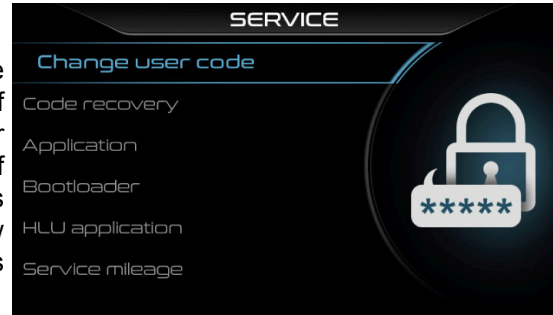 SERVICE
Change user code
Code recovery
Application
Bootloader
HLU application
Service mileage
*****